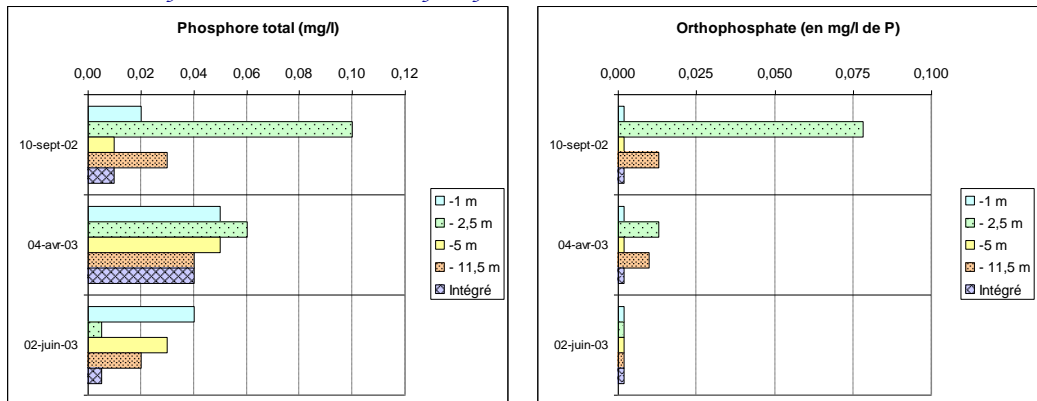 Phosphore total (mg/l)
0,00 0,02 0,04 0,06 0,08 0,10 0,12
10-sept-02
04-avr-03
02-juin-03
-1 m
- 2,5 m
-5 m
- 11,5 m
Intégré
Orthophosphate (en mg/l de P)
0,000 0,025 0,050 0,075 0,100
10-sept-02
04-avr-03
02-juin-03
-1 m
- 2,5 m
-5 m
- 11,5 m
Intégré